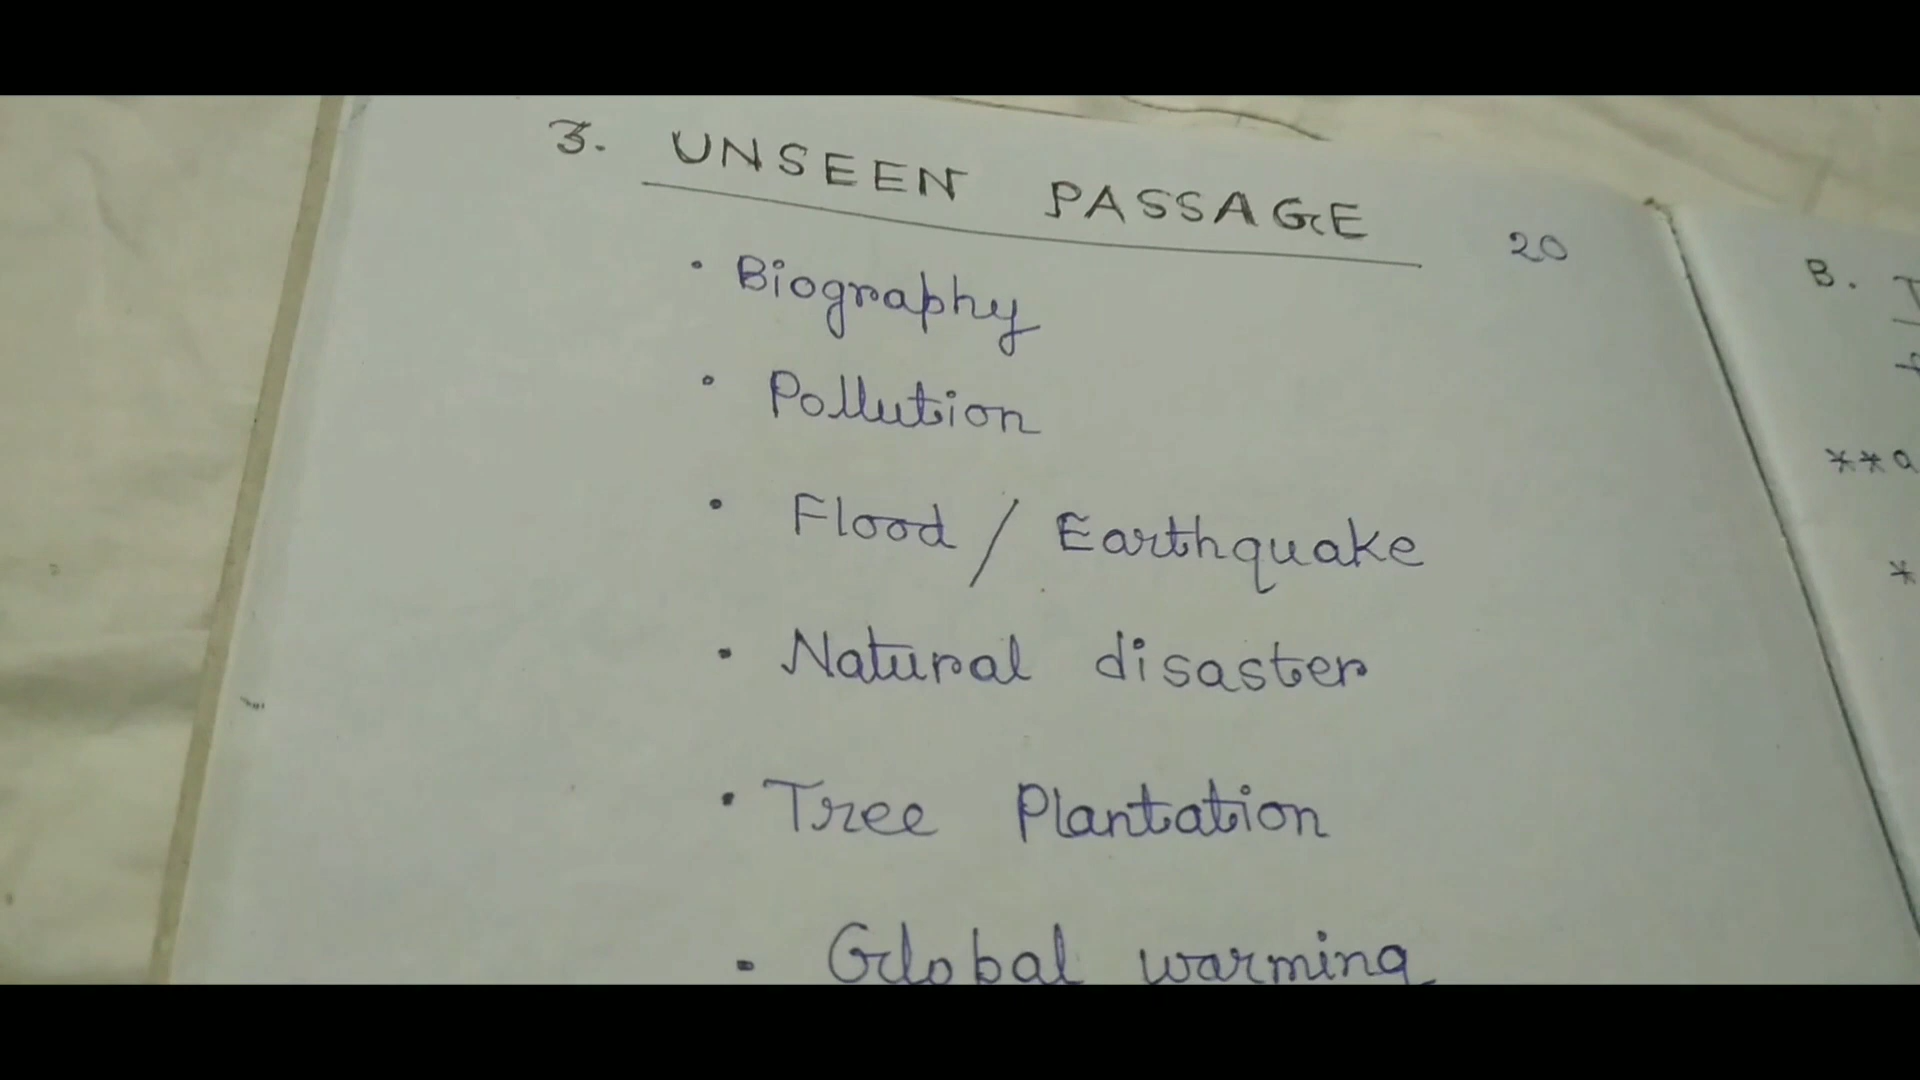 3. UNSEEN PASSAGE 20
• Biography
• Pollution
• Flood / Earthquake
• Natural disaster
• Tree Plantation
• Global warming
B.
**a
*